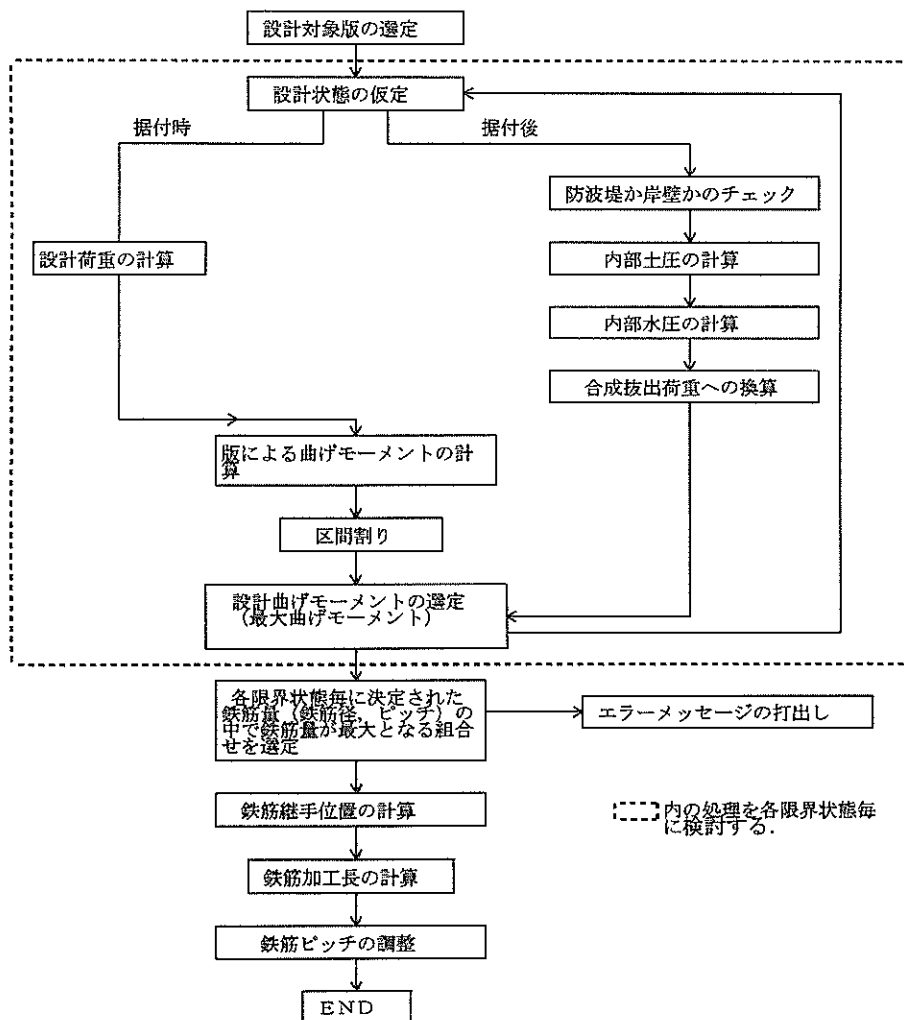 設計対象版の選定
設計状態の仮定
据付時
据付後
防波堤か岸壁かのチェック
設計荷重の計算
内部土圧の計算
内部水圧の計算
合成抜出荷重への換算
版による曲げモーメントの計
算
区間割り
設計曲げモーメントの選定
(最大曲げモーメント)
各限界状態毎に決定された
鉄筋量(鉄筋径,ピッチ)の
中で鉄筋量が最大となる組合
せを選定
エラーメッセージの打出し
鉄筋継手位置の計算
内の処理を各限界状態毎
に検討する.
鉄筋加工長の計算
鉄筋ピッチの調整
END